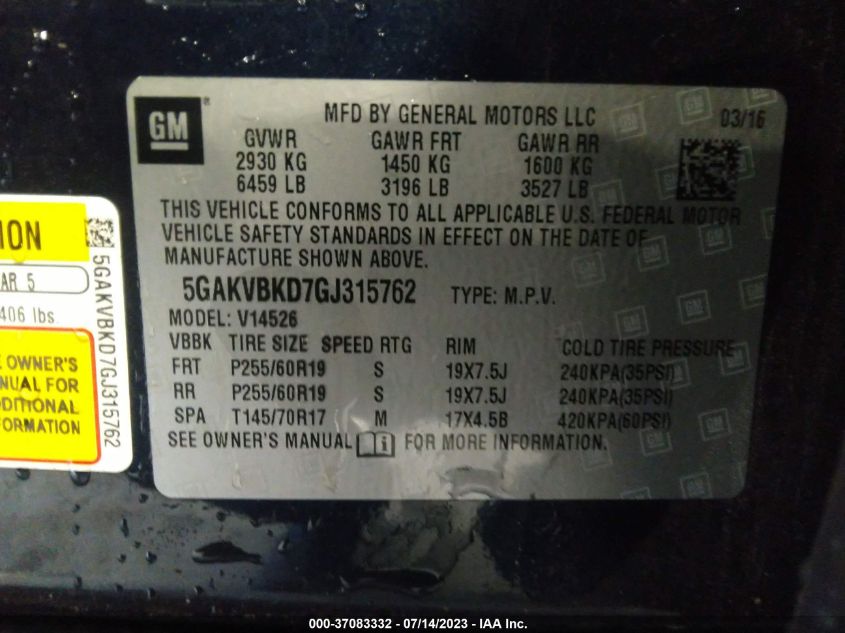 GM ®
MFD BY GENERAL MOTORS LLC 03/16
GVWR GAWR FRT GAWR RR
2930 KG 1450 KG 1600 KG
6459 LB 3196 LB 3527 LB
THIS VEHICLE CONFORMS TO ALL APPLICABLE U.S. FEDERAL MOTOR
VEHICLE SAFETY STANDARDS IN EFFECT ON THE DATE OF
MANUFACTURE SHOWN ABOVE.
5GAKVBKD7GJ315762 TYPE: M.P.V.
MODEL: V14526
VBBK TIRE SIZE SPEED RTG RIM COLD TIRE PRESSURE
FRT P255/60R19 S 19X7.5J 240KPA(35PSI)
RR P255/60R19 S 19X7.5J 240KPA(35PSI)
SPA T145/70R17 M 17X4.5B 420KPA(60PSI)
SEE OWNER'S MANUAL i FOR MORE INFORMATION.
ION
AR 5
406 lbs
E OWNER'S
NUAL FOR
DDITIONAL
FORMATION
5GAKVBKD7GJ315762
000-37083332 - 07/14/2023 - IAA Inc.